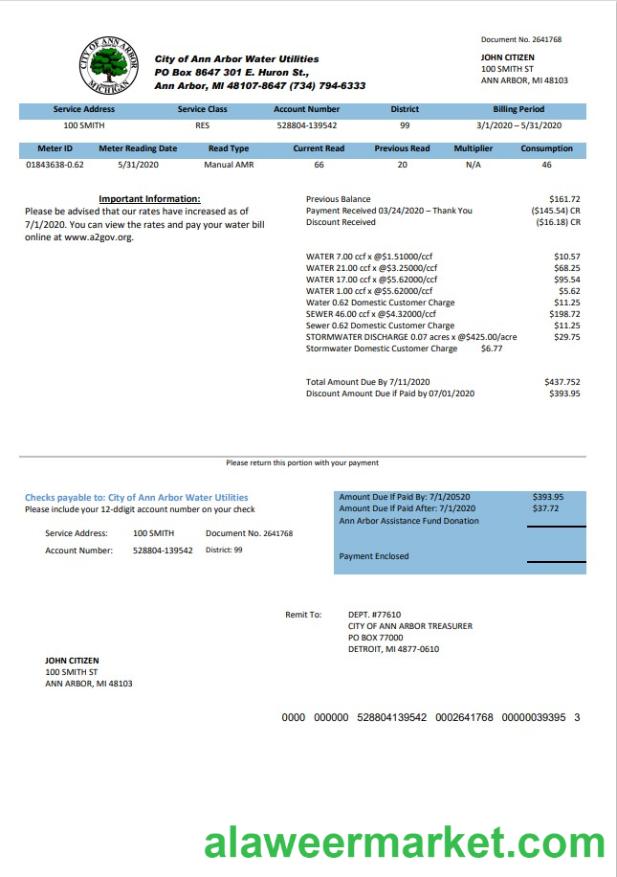 CITY OF ANN ARBOR
MICHIGAN
City of Ann Arbor Water Utilities
PO Box 8647 301 E. Huron St.,
Ann Arbor, MI 48107-8647 (734) 794-6333
Document No. 2641768
JOHN CITIZEN
100 SMITH ST
ANN ARBOR, MI 48103
Service Address Service Class Account Number District Billing Period
100 SMITH RES 528804-139542 99 3/1/2020 – 5/31/2020
Meter ID Meter Reading Date Read Type Current Read Previous Read Multiplier Consumption
01843638-0.62 5/31/2020 Manual AMR 66 20 N/A 46
Important Information:
Please be advised that our rates have increased as of
7/1/2020. You can view the rates and pay your water bill
online at www.a2gov.org.
Previous Balance $161.72
Payment Received 03/24/2020 – Thank You ($145.54) CR
Discount Received ($16.18) CR
WATER 7.00 ccf x @$1.51000/ccf $10.57
WATER 21.00 ccf x @$3.25000/ccf $68.25
WATER 17.00 ccf x @$5.62000/ccf $95.54
WATER 1.00 ccf x @$5.62000/ccf $5.62
Water 0.62 Domestic Customer Charge $11.25
SEWER 46.00 ccf x @$4.32000/ccf $198.72
Sewer 0.62 Domestic Customer Charge $11.25
STORMWATER DISCHARGE 0.07 acres x @$425.00/acre $29.75
Stormwater Domestic Customer Charge $6.77
Total Amount Due By 7/11/2020 $437.752
Discount Amount Due if Paid by 07/01/2020 $393.95
Please return this portion with your payment
Checks payable to: City of Ann Arbor Water Utilities
Please include your 12-ddigit account number on your check
Service Address: 100 SMITH Document No. 2641768
Account Number: 528804-139542 District: 99
Amount Due If Paid By: 7/1/20520 $393.95
Amount Due If Paid After: 7/1/2020 $37.72
Ann Arbor Assistance Fund Donation
Payment Enclosed
Remit To: DEPT. #77610
CITY OF ANN ARBOR TREASURER
PO BOX 77000
DETROIT, MI 4877-0610
JOHN CITIZEN
100 SMITH ST
ANN ARBOR, MI 48103
0000 000000 528804139542 0002641768 00000039395 3
alaweermarket.com